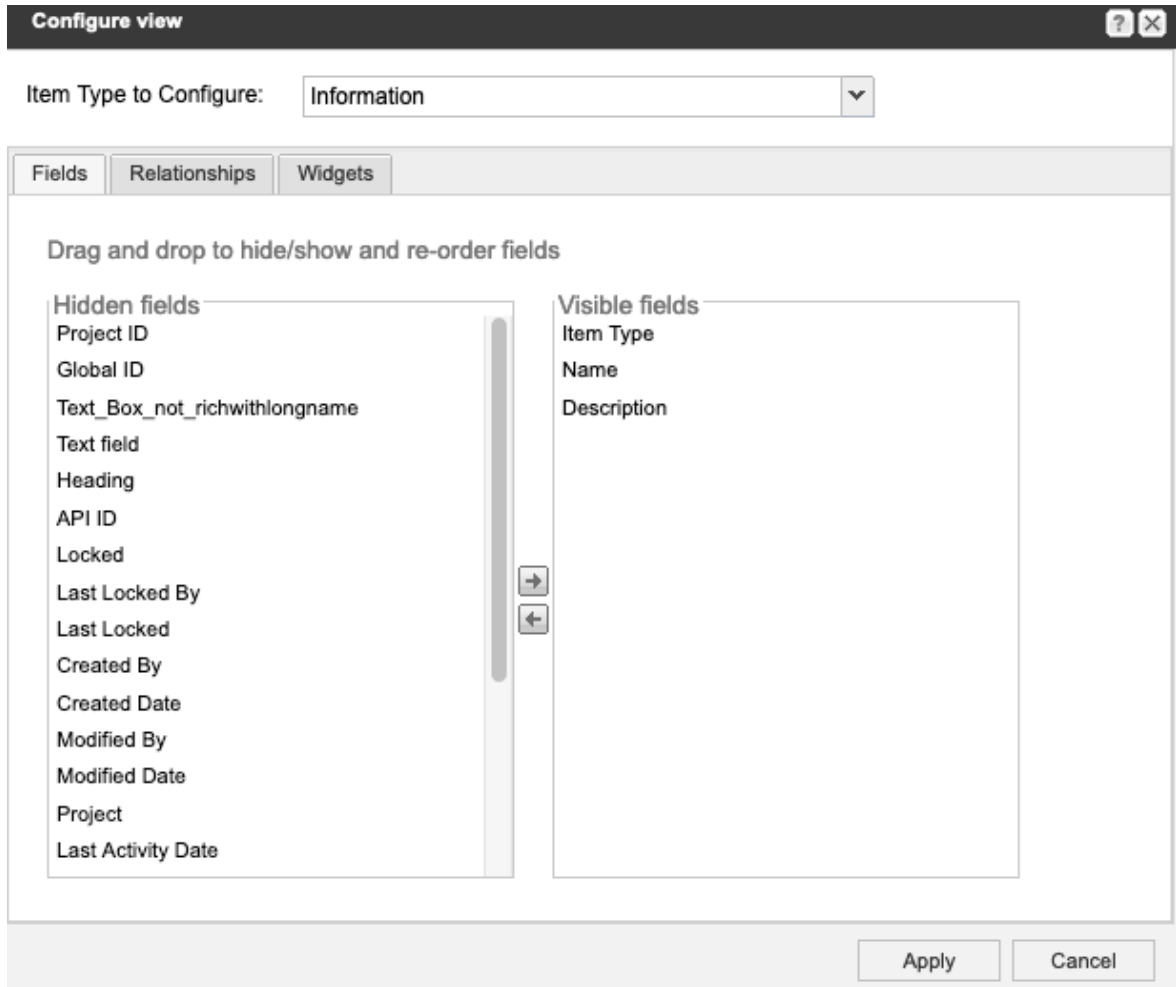 Configure view
Item Type to Configure:
Information
Fields
Relationships
Widgets
Drag and drop to hide/show and re-order fields
Hidden fields
Project ID
Global ID
Text_Box_not_richwithlongname
Text field
Heading
API ID
Locked
Last Locked By
Last Locked
Created By
Created Date
Modified By
Modified Date
Project
Last Activity Date
Visible fields
Item Type
Name
Description
Apply
Cancel